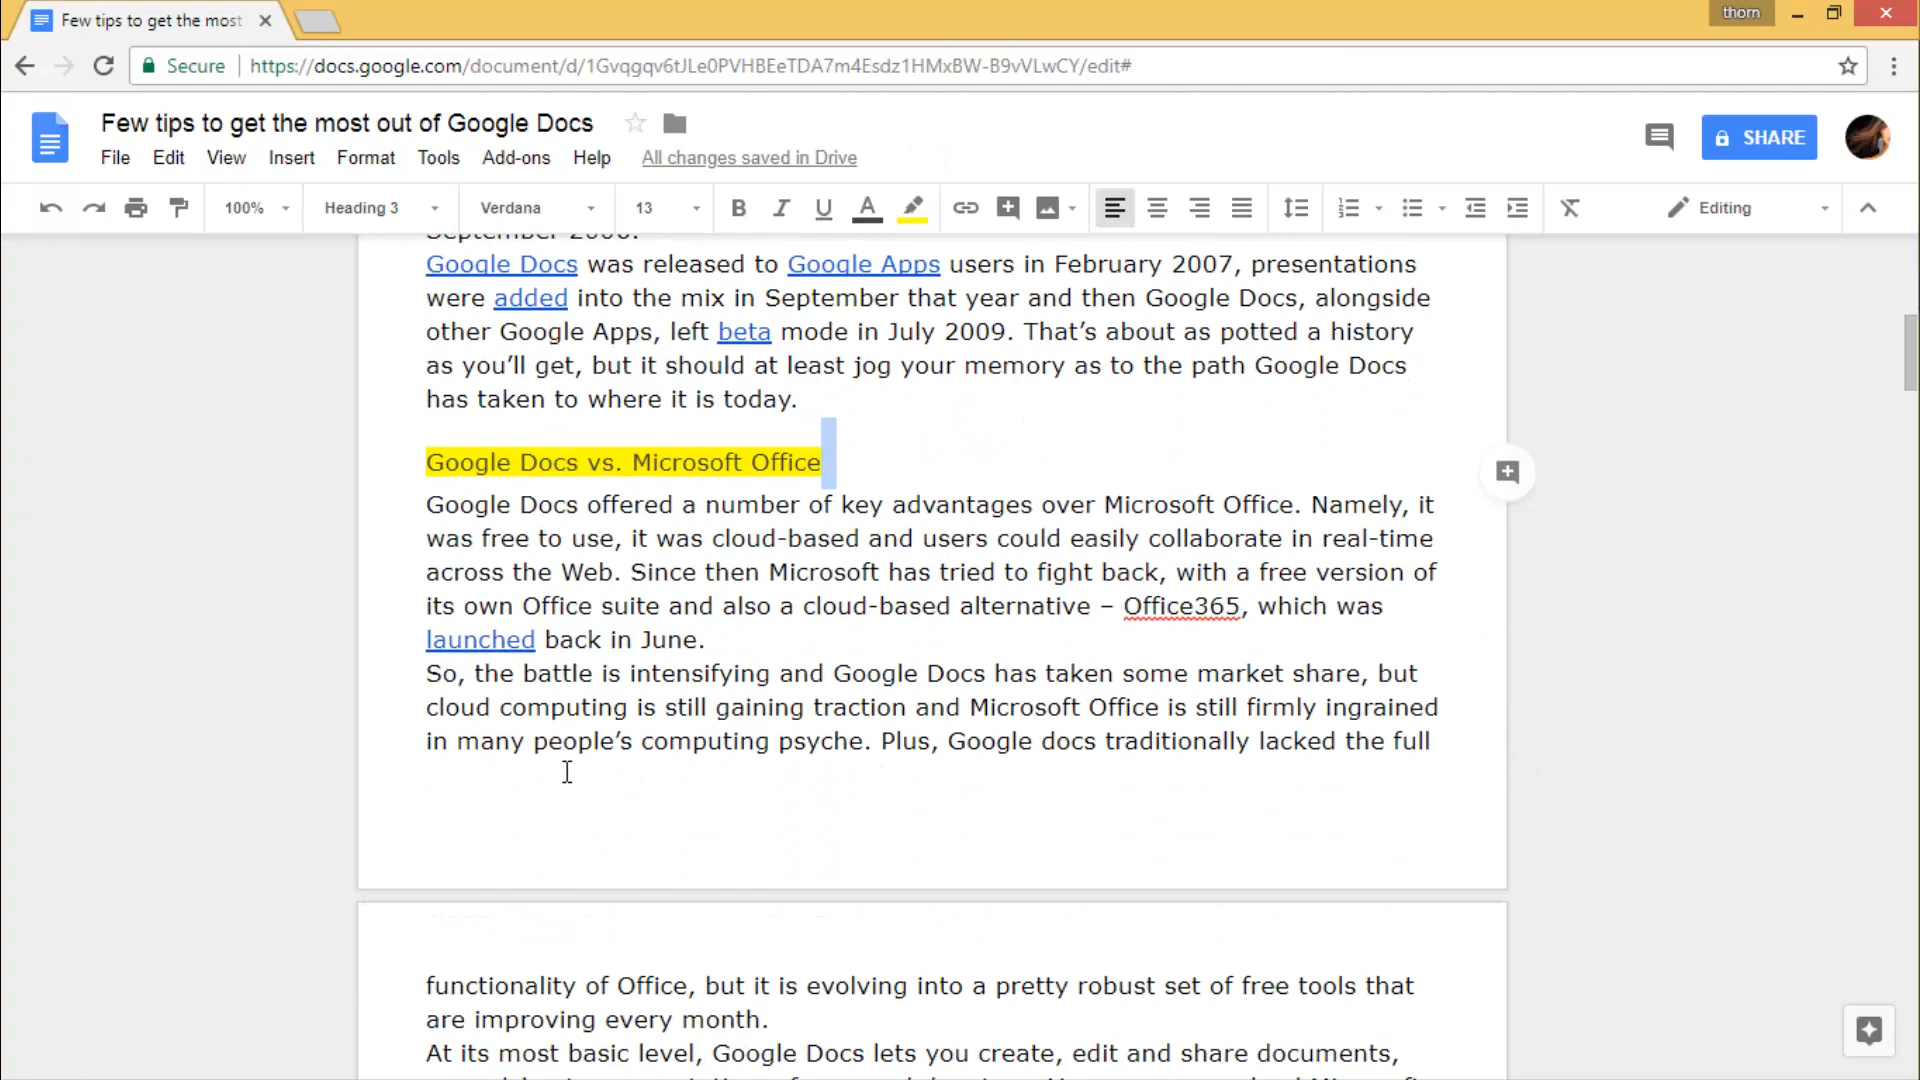 Few tips to get the most
thorn
Secure https://docs.google.com/document/d/1Gvqgqv6tJLe0PVHBEeTDA7m4Esdz1HMxBW-B9vVLwCY/edit#
Few tips to get the most out of Google Docs
SHARE
File Edit View Insert Format Tools Add-ons Help All changes saved in Drive
100% Heading 3 Verdana 13 B I U A Editing
September 2006.
Google Docs was released to Google Apps users in February 2007, presentations
were added into the mix in September that year and then Google Docs, alongside
other Google Apps, left beta mode in July 2009. That’s about as potted a history
as you’ll get, but it should at least jog your memory as to the path Google Docs
has taken to where it is today.
Google Docs vs. Microsoft Office
Google Docs offered a number of key advantages over Microsoft Office. Namely, it
was free to use, it was cloud-based and users could easily collaborate in real-time
across the Web. Since then Microsoft has tried to fight back, with a free version of
its own Office suite and also a cloud-based alternative – Office365, which was
launched back in June.
So, the battle is intensifying and Google Docs has taken some market share, but
cloud computing is still gaining traction and Microsoft Office is still firmly ingrained
in many people’s computing psyche. Plus, Google docs traditionally lacked the full
functionality of Office, but it is evolving into a pretty robust set of free tools that
are improving every month.
At its most basic level, Google Docs lets you create, edit and share documents,